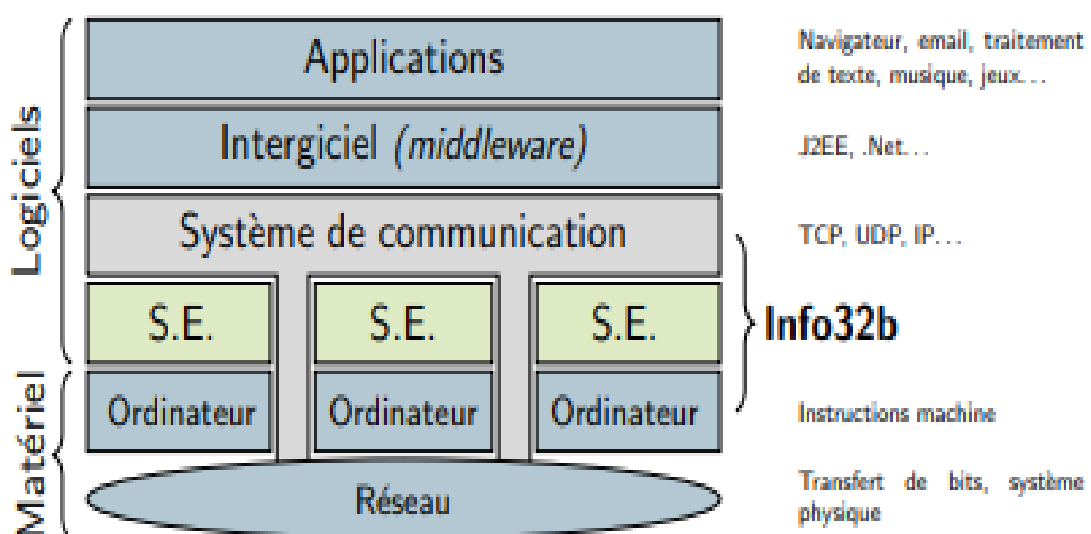 Logiciels
Matériel
Applications
Navigateur, email, traitement
de texte, musique, jeux...
Intergiciel (middleware)
J2EE, .Net...
Système de communication
TCP, UDP, IP...
S.E.
S.E.
S.E.
Info32b
Ordinateur
Ordinateur
Ordinateur
Instructions machine
Réseau
Transfert de bits, système
physique